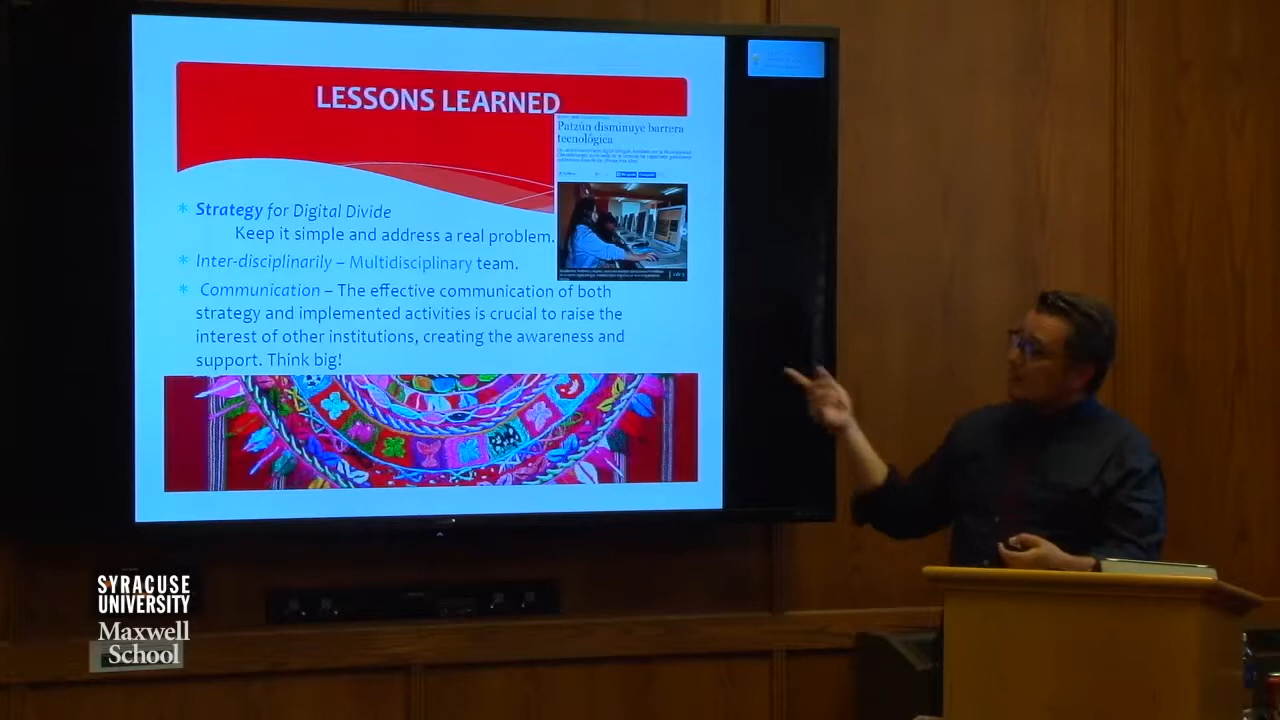 LESSONS LEARNED
Patzún disminuye barrera
tecnológica
* Strategy for Digital Divide
Keep it simple and address a real problem.
* Inter-disciplinarily – Multidisciplinary team.
* Communication – The effective communication of both
strategy and implemented activities is crucial to raise the
interest of other institutions, creating the awareness and
support. Think big!
SYRACUSE
UNIVERSITY
Maxwell
School